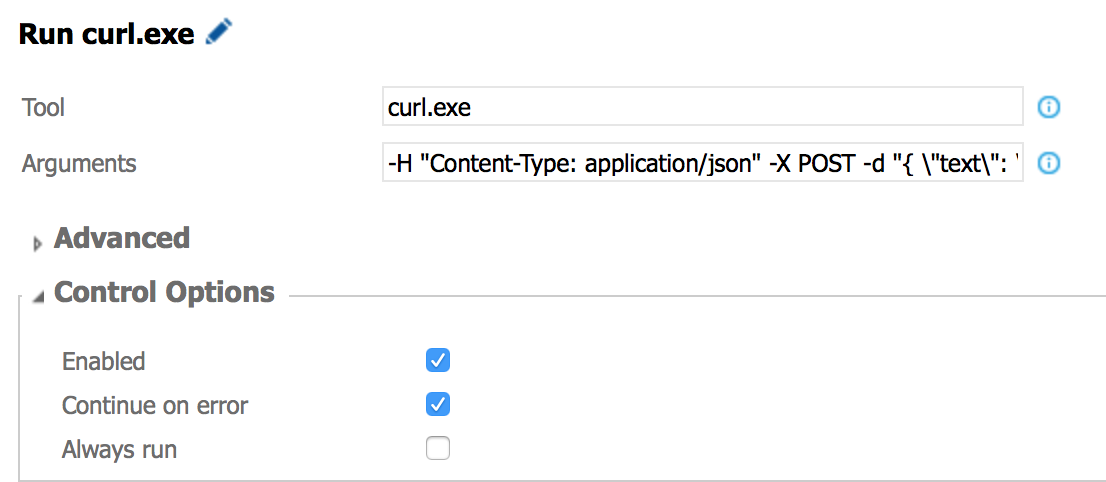 Run curl.exe
Tool curl.exe
Arguments -H "Content-Type: application/json" -X POST -d "{ \"text\": \
Advanced
Control Options
Enabled
Continue on error
Always run